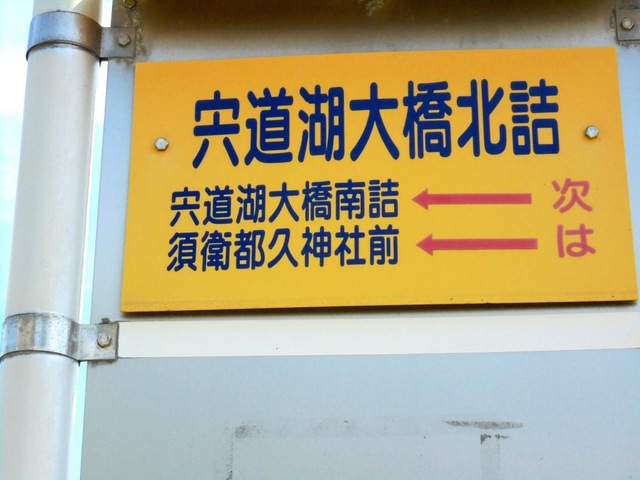 宍道湖大橋北詰
宍道湖大橋南詰 ← 次
須衛都久神社前 ← は